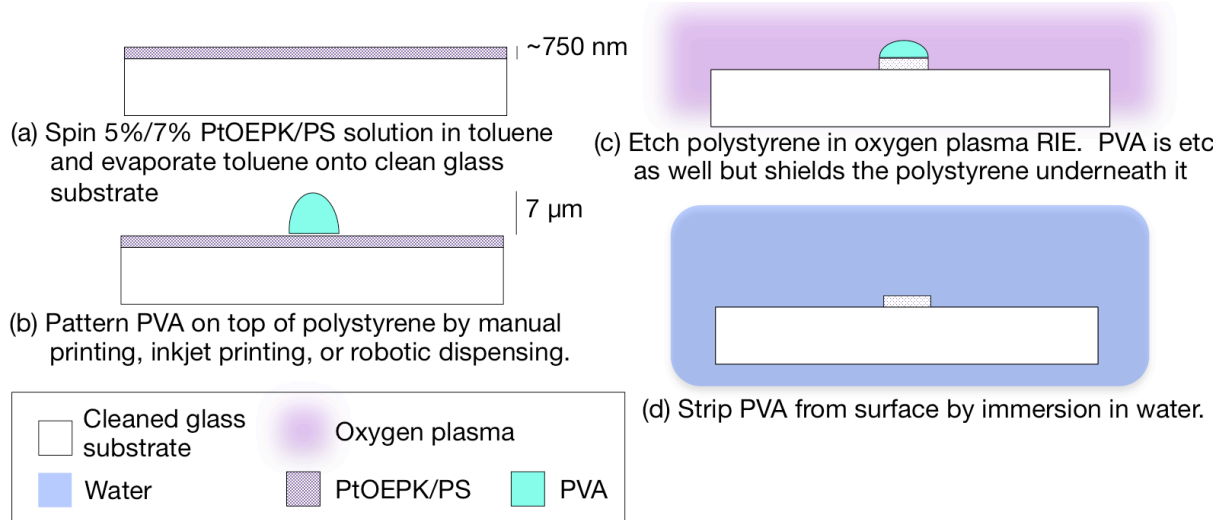 ~750 nm
(a) Spin 5%/7% PtOEPK/PS solution in toluene
and evaporate toluene onto clean glass
substrate
7 µm
(b) Pattern PVA on top of polystyrene by manual
printing, inkjet printing, or robotic dispensing.
(c) Etch polystyrene in oxygen plasma RIE. PVA is etc
as well but shields the polystyrene underneath it
(d) Strip PVA from surface by immersion in water.
Cleaned glass
substrate
Oxygen plasma
Water
PtOEPK/PS
PVA